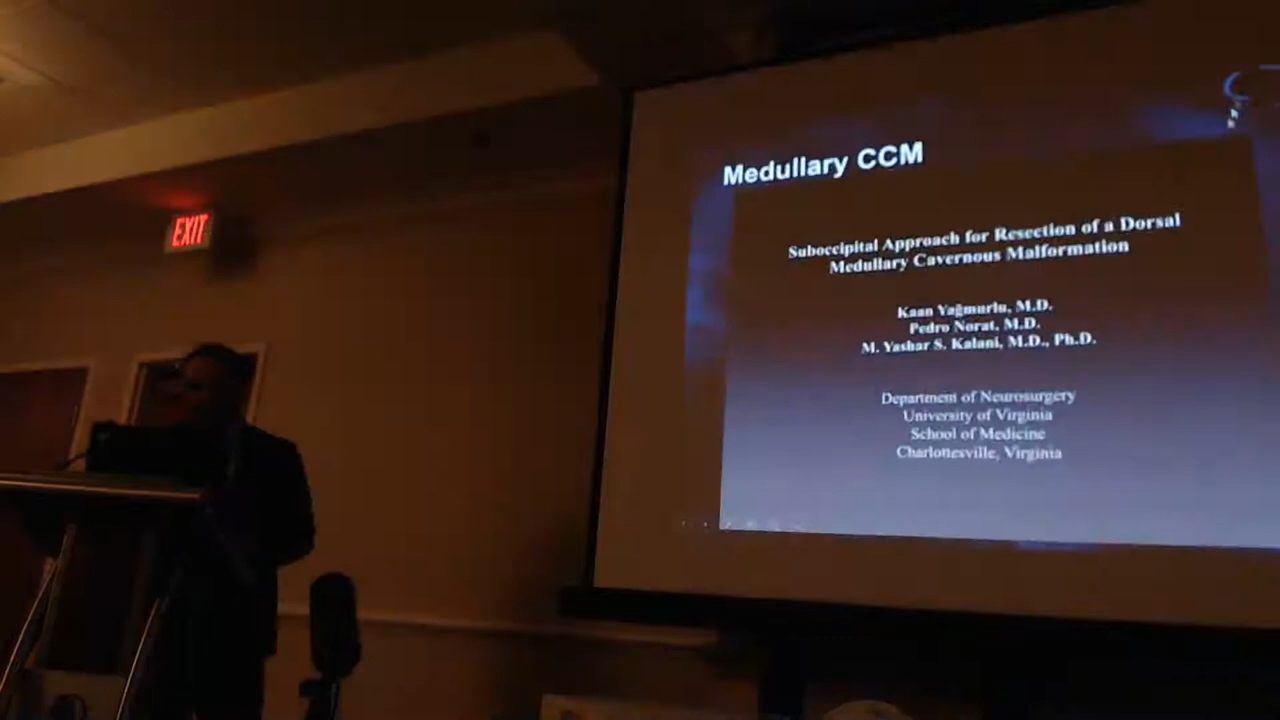 EXIT
Medullary CCM
Suboccipital Approach for Resection of a Dorsal
Medullary Cavernous Malformation
Kaan Yağmurlu, M.D.
Pedro Norat, M.D.
M. Yashar S. Kalani, M.D., Ph.D.
Department of Neurosurgery
University of Virginia
School of Medicine
Charlottesville, Virginia